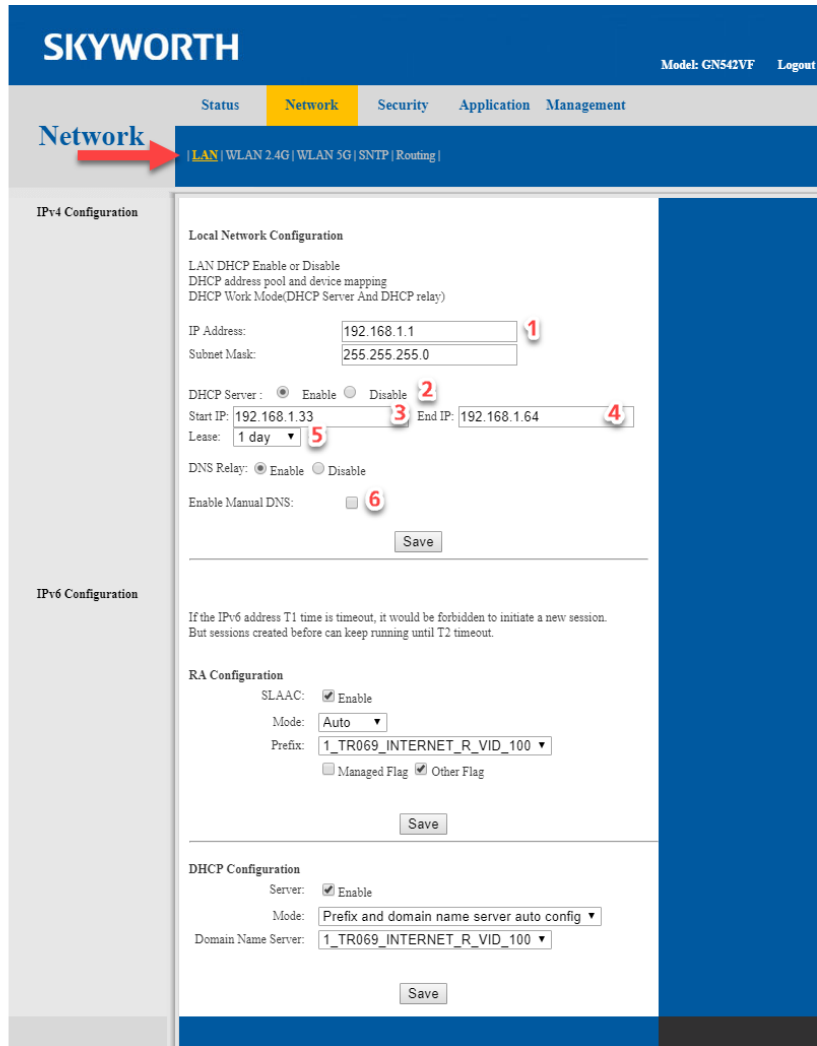 SKYWORTH
Model: GN542VF Logout
Status Network Security Application Management
Network
|LAN|WLAN 2.4G|WLAN 5G|SNTP|Routing|
IPv4 Configuration
Local Network Configuration
LAN DHCP Enable or Disable
DHCP address pool and device mapping
DHCP Work Mode(DHCP Server And DHCP relay)
IP Address: 192.168.1.1 1
Subnet Mask: 255.255.255.0
DHCP Server : Enable Disable 2
Start IP: 192.168.1.33 3 End IP: 192.168.1.64 4
Lease: 1 day 5
DNS Relay: Enable Disable
Enable Manual DNS: 6
Save
IPv6 Configuration
If the IPv6 address T1 time is timeout, it would be forbidden to initiate a new session.
But sessions created before can keep running until T2 timeout.
RA Configuration
SLAAC: Enable
Mode: Auto
Prefix: 1_TR069_INTERNET_R_VID_100
Managed Flag Other Flag
Save
DHCP Configuration
Server: Enable
Mode: Prefix and domain name server auto config
Domain Name Server: 1_TR069_INTERNET_R_VID_100
Save